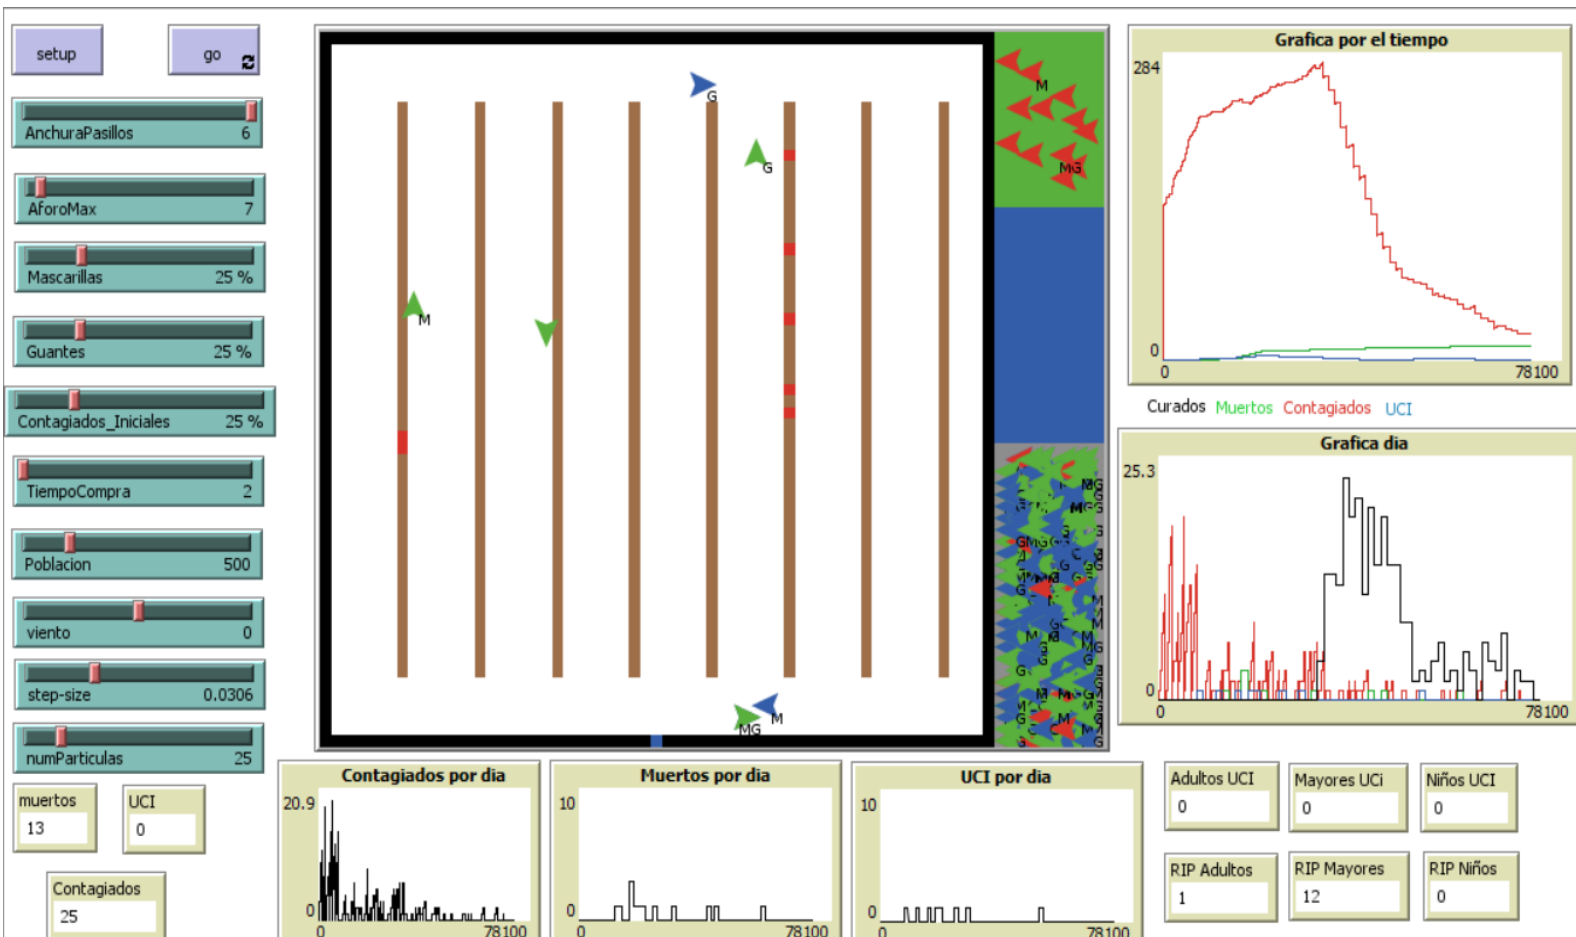 setup
go
AnchuraPasillos 6
AforoMax 7
Mascarillas 25 %
Guantes 25 %
Contagiados_Iniciales 25 %
TiempoCompra 2
Poblacion 500
viento 0
step-size 0.0306
numParticulas 25
muertos
13
UCI
0
Contagiados
25
G
G
M
M
MG
M
MG
Grafica por el tiempo
284
0
0 78100
Curados Muertos Contagiados UCI
Grafica dia
25.3
0
0 78100
Contagiados por dia
20.9
0
0 78100
Muertos por dia
10
0
0 78100
UCI por dia
10
0
0 78100
Adultos UCI
0
Mayores UCi
0
Niños UCI
0
RIP Adultos
1
RIP Mayores
12
RIP Niños
0